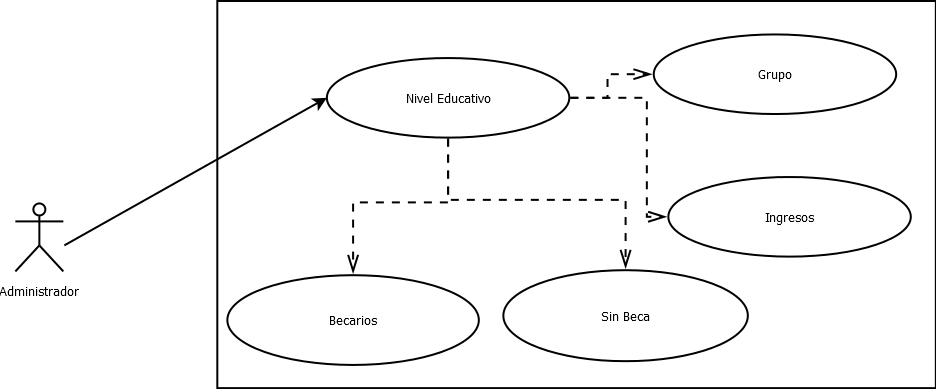 Grupo
Nivel Educativo
Ingresos
Administrador
Becarios
Sin Beca